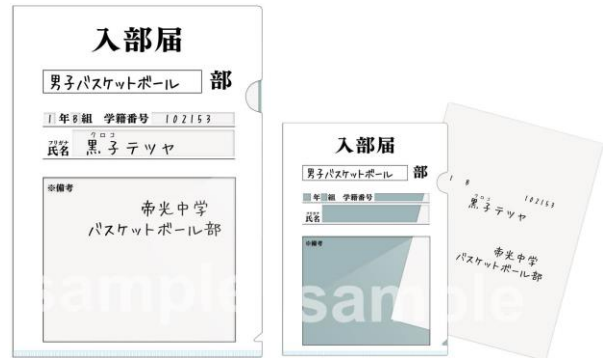 入部届
男子バスケットボール 部
1年B組 学籍番号 102153
フリガナ クロコ
氏名 黒子テツヤ
※備考
帝光中学
バスケットボール部
sample
入部届
男子バスケットボール 部
年 組 学籍番号
フリガナ
氏名
※備考
sample
1 B 102153
クロコ
黒子テツヤ
帝光中学
バスケットボール部